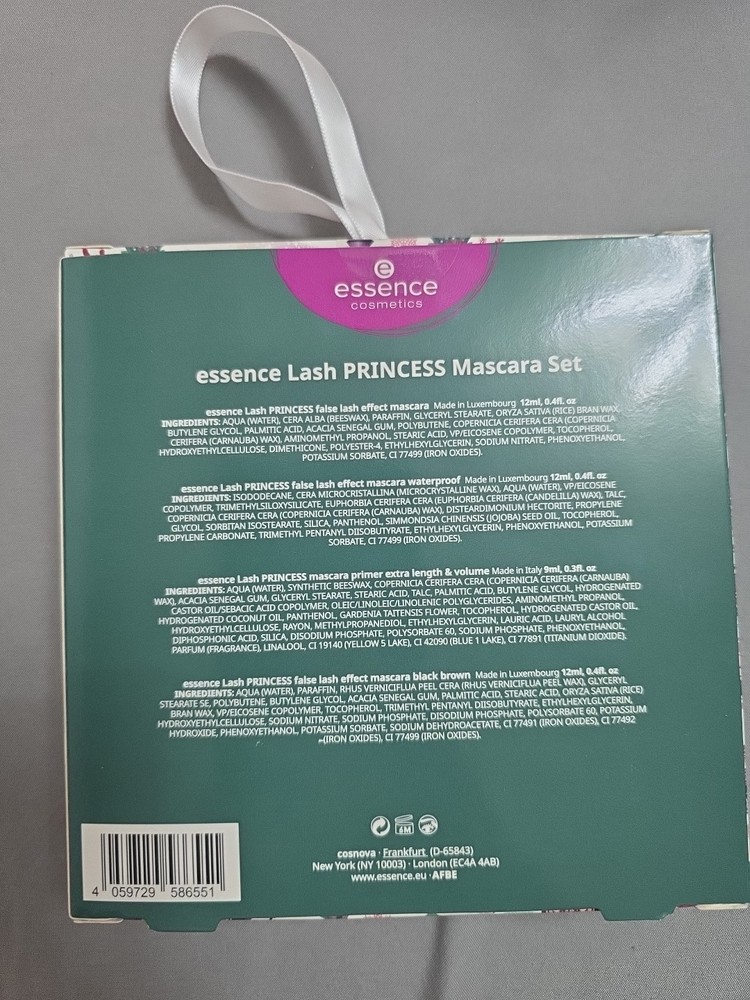 essence
cosmetics
essence Lash PRINCESS Mascara Set
essence Lash PRINCESS false lash effect mascara Made in Luxembourg 12ml, 0.4fl. oz
INGREDIENTS: AQUA (WATER), CERA ALBA (BEESWAX), PARAFFIN, GLYCERYL STEARATE, ORYZA SATIVA (RICE) BRAN WAX,
BUTYLENE GLYCOL, PALMITIC ACID, ACACIA SENEGAL GUM, POLYBUTENE, COPERNICIA CERIFERA CERA (COPERNICIA
CERIFERA (CARNAUBA) WAX), AMINOMETHYL PROPANOL, STEARIC ACID, VP/EICOSENE COPOLYMER, TOCOPHEROL,
HYDROXYETHYLCELLULOSE, DIMETHICONE, POLYESTER-4, ETHYLHEXYLGLYCERIN, SODIUM NITRATE, PHENOXYETHANOL,
POTASSIUM SORBATE, CI 77499 (IRON OXIDES).
essence Lash PRINCESS false lash effect mascara waterproof Made in Luxembourg 12ml, 0.4fl. oz
INGREDIENTS: ISODODECANE, CERA MICROCRISTALLINA (MICROCRYSTALLINE WAX), AQUA (WATER), VP/EICOSENE
COPOLYMER, TRIMETHYLSILOXYSILICATE, EUPHORBIA CERIFERA CERA (EUPHORBIA CERIFERA (CANDELILLA) WAX), TALC,
COPERNICIA CERIFERA CERA (COPERNICIA CERIFERA (CARNAUBA) WAX), DISTEARDIMONIUM HECTORITE, PROPYLENE
GLYCOL, SORBITAN ISOSTEARATE, SILICA, PANTHENOL, SIMMONDSIA CHINENSIS (JOJOBA) SEED OIL, TOCOPHEROL,
PROPYLENE CARBONATE, TRIMETHYL PENTANYL DIISOBUTYRATE, ETHYLHEXYLGLYCERIN, PHENOXYETHANOL, POTASSIUM
SORBATE, CI 77499 (IRON OXIDES).
essence Lash PRINCESS mascara primer extra length & volume Made in Italy 9ml, 0.3fl. oz
INGREDIENTS: AQUA (WATER), SYNTHETIC BEESWAX, COPERNICIA CERIFERA CERA (COPERNICIA CERIFERA (CARNAUBA)
WAX), ACACIA SENEGAL GUM, GLYCERYL STEARATE, STEARIC ACID, TALC, PALMITIC ACID, BUTYLENE GLYCOL, HYDROGENATED
CASTOR OIL/SEBACIC ACID COPOLYMER, OLEIC/LINOLEIC/LINOLENIC POLYGLYCERIDES, AMINOMETHYL PROPANOL,
HYDROGENATED COCONUT OIL, PANTHENOL, GARDENIA TAITENSIS FLOWER, TOCOPHEROL, HYDROGENATED CASTOR OIL,
HYDROXYETHYLCELLULOSE, RAYON, METHYLPROPANEDIOL, ETHYLHEXYLGLYCERIN, LAURIC ACID, LAURYL ALCOHOL
DIPHOSPHONIC ACID, SILICA, DISODIUM PHOSPHATE, POLYSORBATE 60, SODIUM PHOSPHATE, PHENOXYETHANOL,
PARFUM (FRAGRANCE), LINALOOL, CI 19140 (YELLOW 5 LAKE), CI 42090 (BLUE 1 LAKE), CI 77891 (TITANIUM DIOXIDE).
essence Lash PRINCESS false lash effect mascara black brown Made in Luxembourg 12ml, 0.4fl. oz
INGREDIENTS: AQUA (WATER), PARAFFIN, RHUS VERNICIFLUA PEEL CERA (RHUS VERNICIFLUA PEEL WAX), GLYCERYL
STEARATE SE, POLYBUTENE, BUTYLENE GLYCOL, ACACIA SENEGAL GUM, PALMITIC ACID, STEARIC ACID, ORYZA SATIVA (RICE)
BRAN WAX, VP/EICOSENE COPOLYMER, TOCOPHEROL, TRIMETHYL PENTANYL DIISOBUTYRATE, ETHYLHEXYLGLYCERIN,
HYDROXYETHYLCELLULOSE, SODIUM NITRATE, SODIUM PHOSPHATE, DISODIUM PHOSPHATE, POLYSORBATE 60, POTASSIUM
HYDROXIDE, PHENOXYETHANOL, POTASSIUM SORBATE, SODIUM DEHYDROACETATE, CI 77491 (IRON OXIDES), CI 77492
(IRON OXIDES), CI 77499 (IRON OXIDES).
6M
cosnova · Frankfurt (D-65843)
New York (NY 10003) · London (EC4A 4AB)
www.essence.eu · AFBE
4 059729 586551